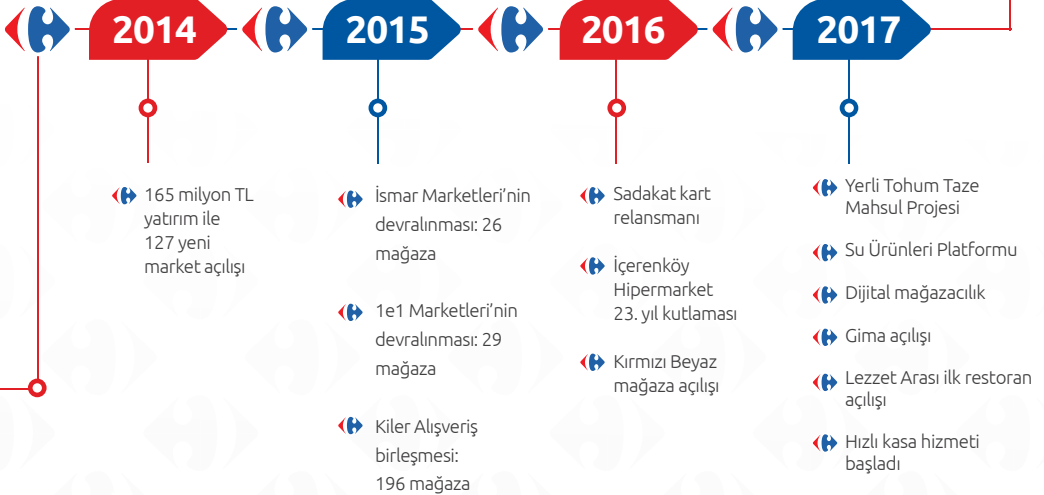 2014
165 milyon TL
yatırım ile
127 yeni
market açılışı
2015
İsmar Marketleri’nin
devralınması: 26
mağaza
1e1 Marketleri’nin
devralınması: 29
mağaza
Kiler Alışveriş
birleşmesi:
196 mağaza
2016
Sadakat kart
relansmanı
İçerenköy
Hipermarket
23. yıl kutlaması
Kırmızı Beyaz
mağaza açılışı
2017
Yerli Tohum Taze
Mahsul Projesi
Su Ürünleri Platformu
Dijital mağazacılık
Gima açılışı
Lezzet Arası ilk restoran
açılışı
Hızlı kasa hizmeti
başladı